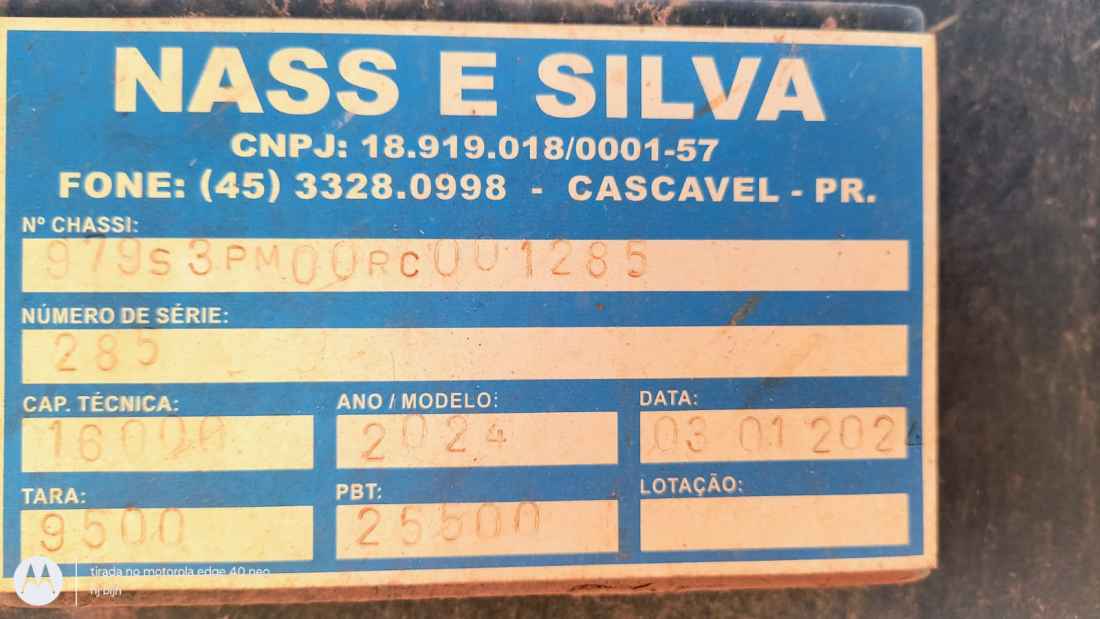 NASS E SILVA
CNPJ: 18.919.018/0001-57
FONE: (45) 3328.0998 - CASCAVEL - PR.
Nº CHASSI:
979S3PM00RC001285
NÚMERO DE SÉRIE:
285
CAP. TÉCNICA: ANO / MODELO: DATA:
16000 2024 03 01 2024
TARA: PBT: LOTAÇÃO:
9500 25500
tirada no motorola edge 40 neo
nj bijn